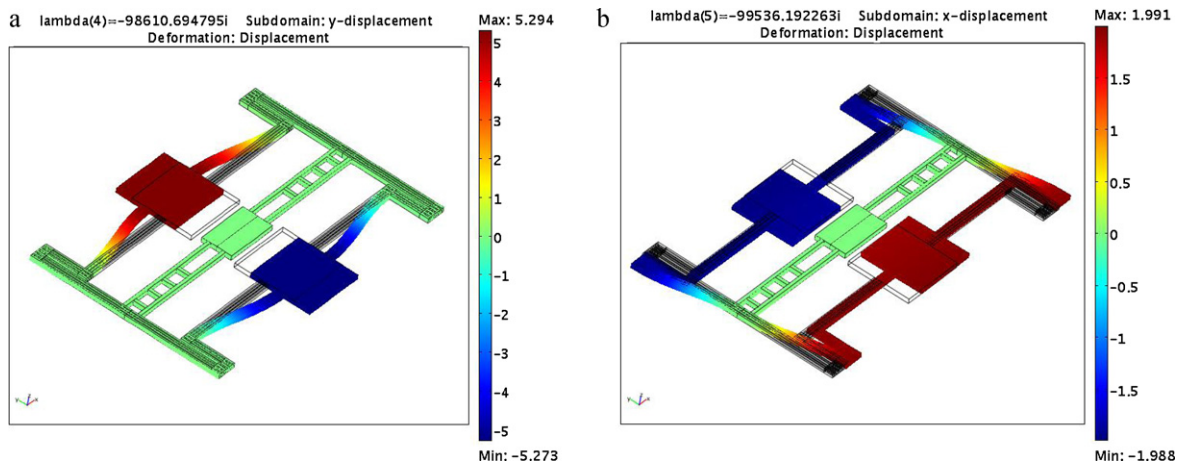 a
lambda(4)=-98610.694795i Subdomain: y-displacement
Deformation: Displacement
Max: 5.294
5
4
3
2
1
0
-1
-2
-3
-4
-5
Min: -5.273
b
lambda(5)=-99536.192263i Subdomain: x-displacement
Deformation: Displacement
Max: 1.991
1.5
1
0.5
0
-0.5
-1
-1.5
Min: -1.988